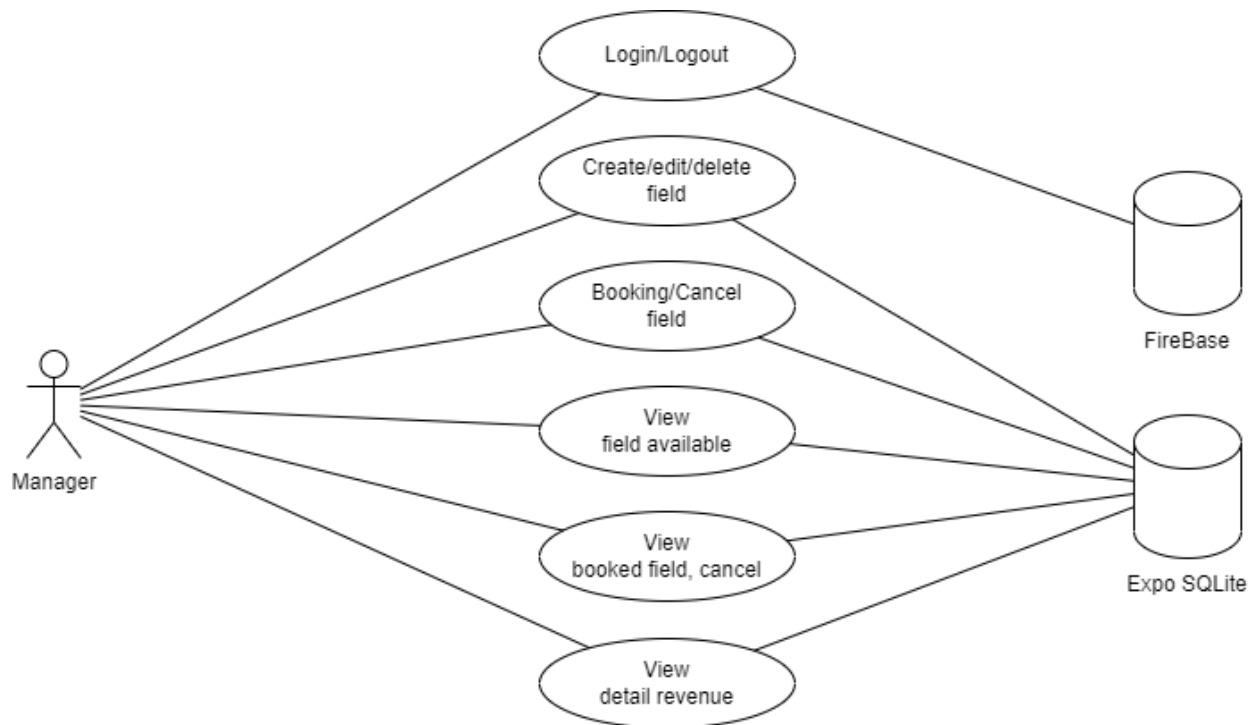 Login/Logout
Create/edit/delete
field
Booking/Cancel
field
FireBase
View
field available
Manager
View
booked field, cancel
Expo SQLite
View
detail revenue